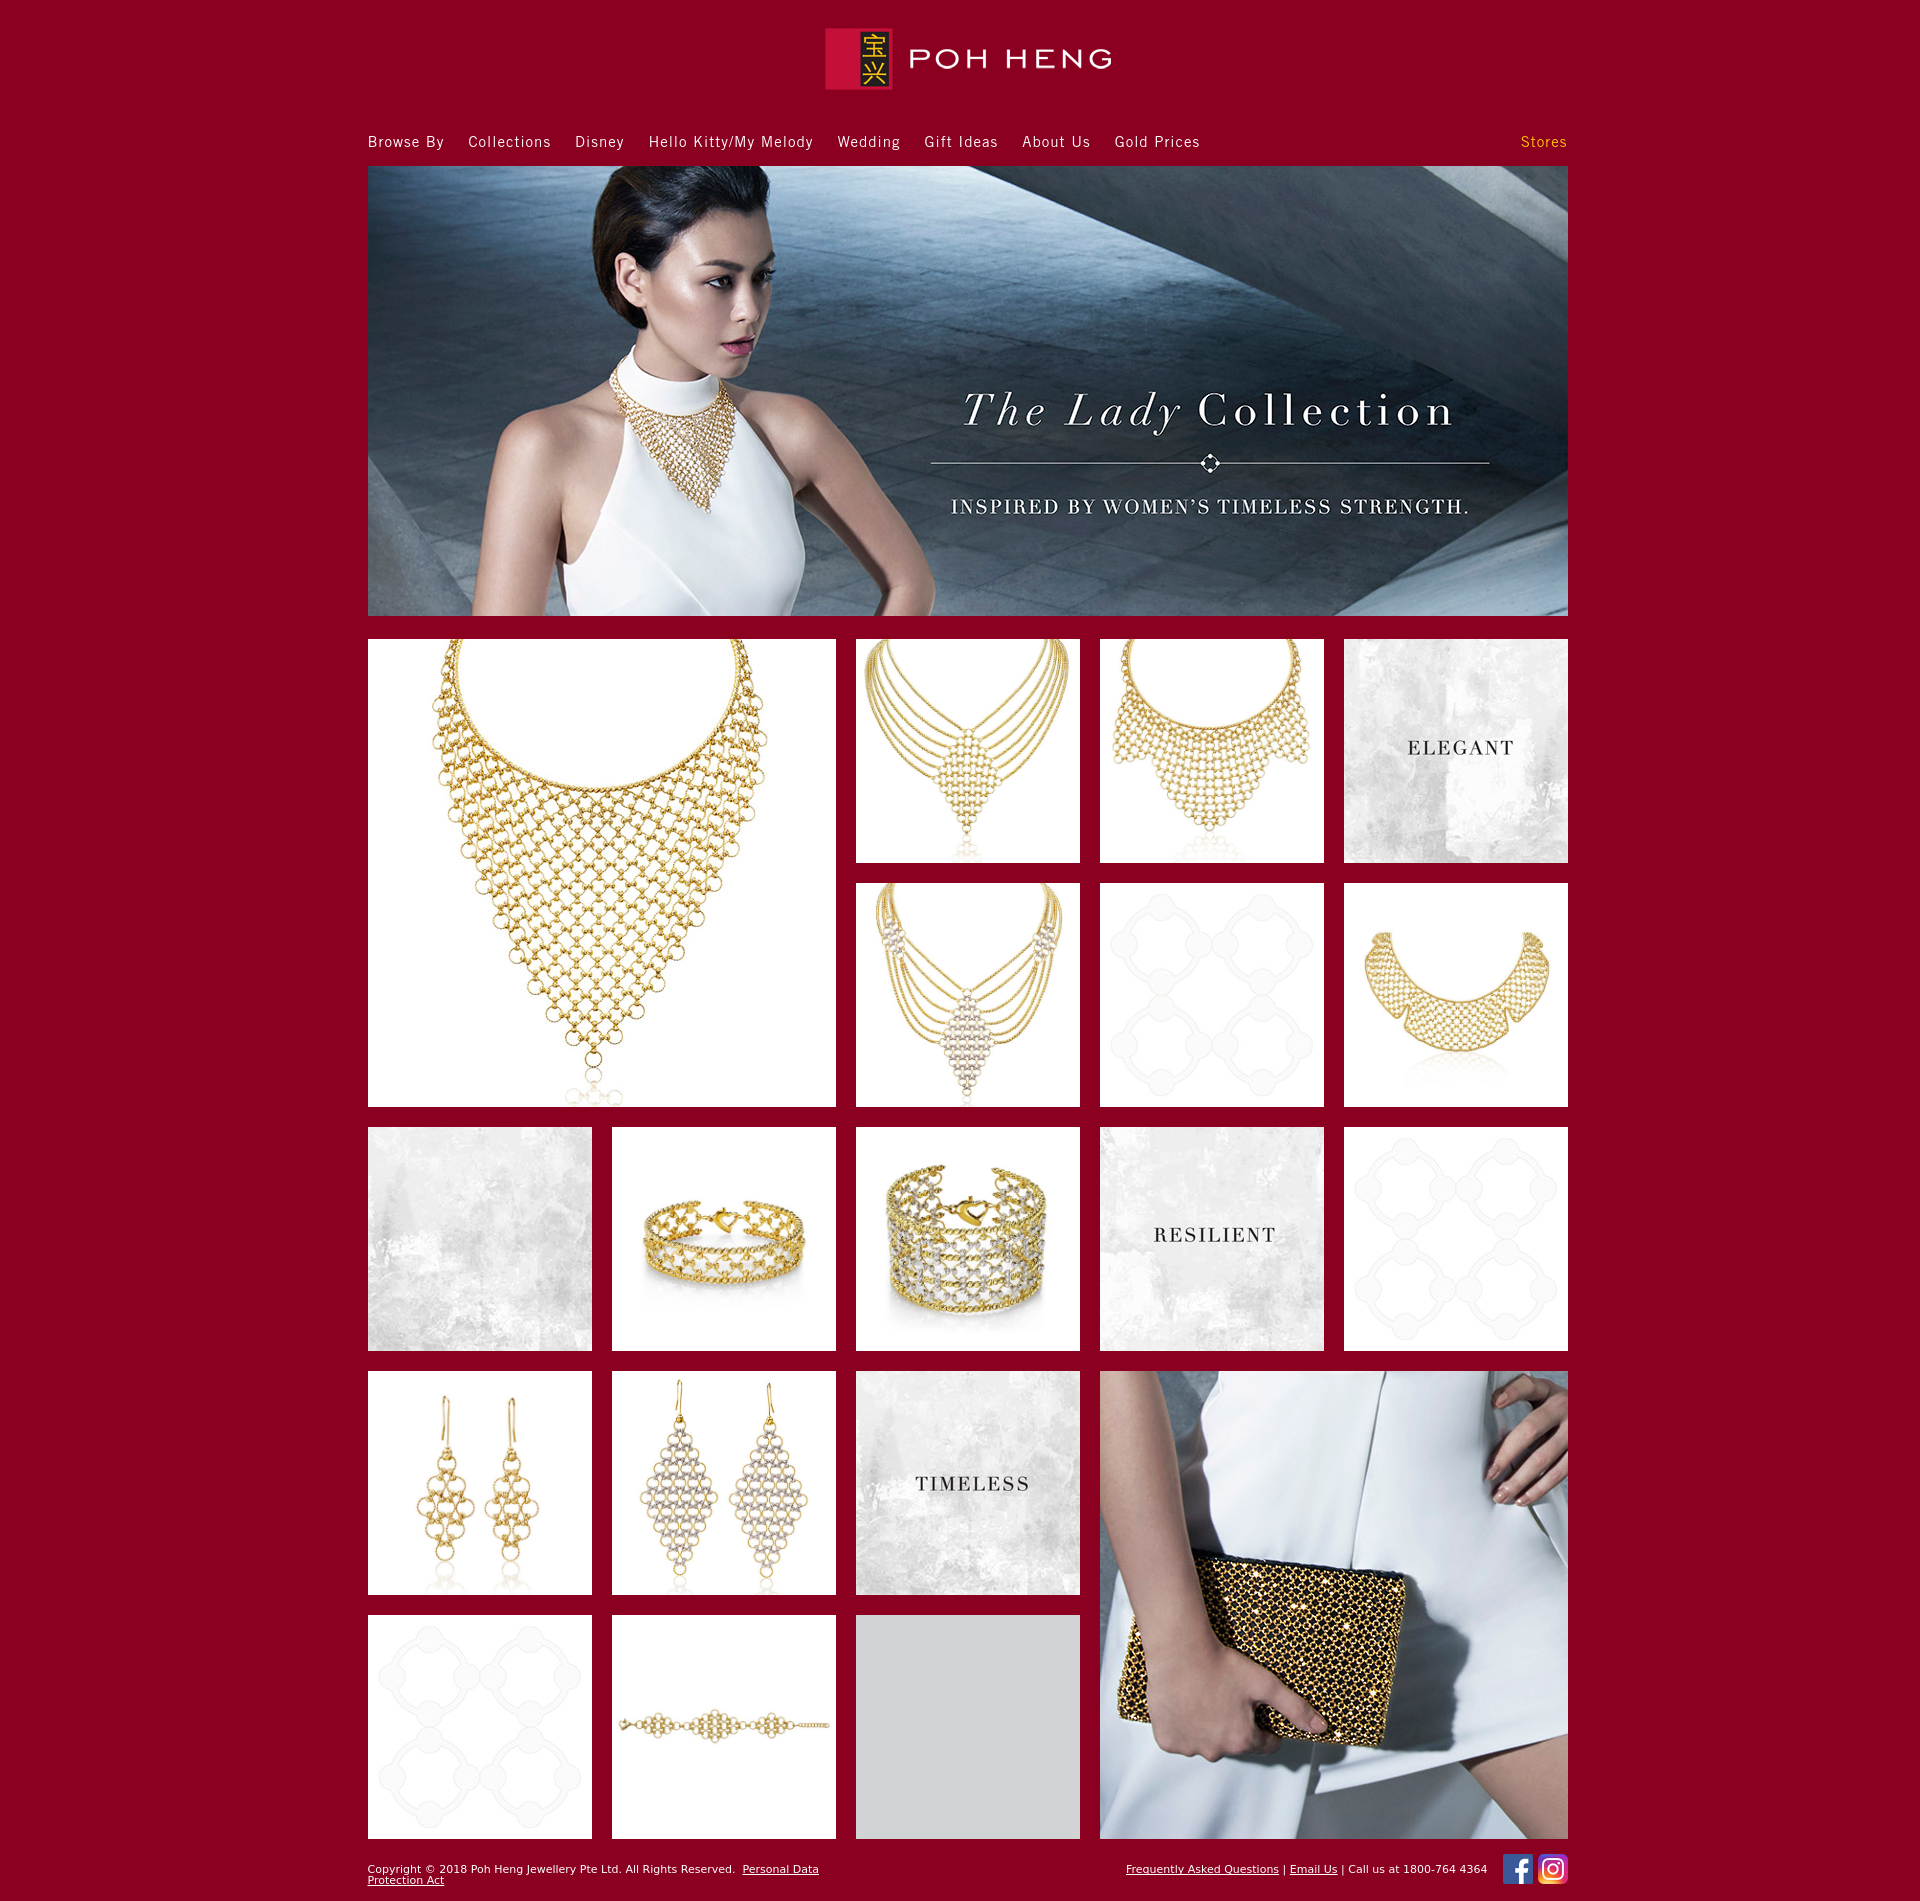 宝兴
POH HENG
Browse By Collections Disney Hello Kitty/My Melody Wedding Gift Ideas About Us Gold Prices Stores
The Lady Collection
INSPIRED BY WOMEN'S TIMELESS STRENGTH.
ELEGANT
RESILIENT
TIMELESS
Copyright © 2018 Poh Heng Jewellery Pte Ltd. All Rights Reserved. Personal Data
Protection Act
Frequently Asked Questions | Email Us | Call us at 1800-764 4364